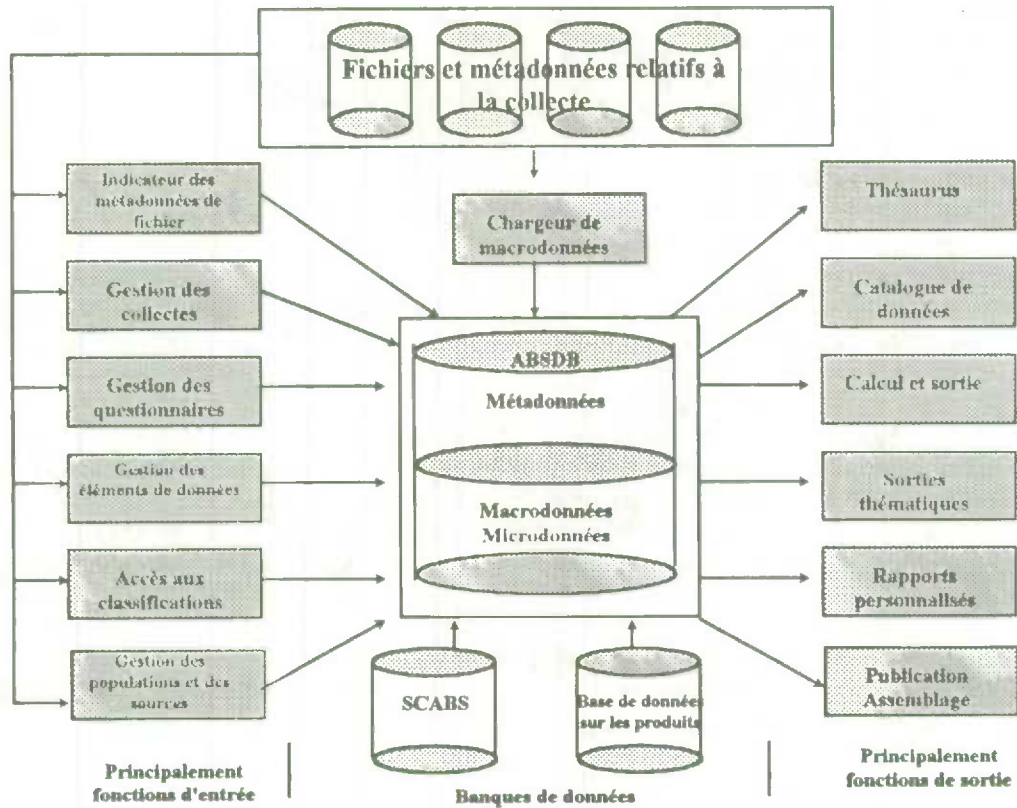 Fichiers et métadonnées relatifs à
la collecte
Indicateur des
métadonnées de
fichier
Gestion des
collectes
Gestion des
questionnaires
Gestion des
éléments de données
Accès aux
classifications
Gestion des
populations et des
sources
Principalement
fonctions d'entrée
Chargeur de
macrodonnées
ABSDB
Métadonnées
Macrodonnées
Microdonnées
SCABS
Base de données
sur les produits
Banques de données
Thésaurus
Catalogue de
données
Calcul et sortie
Sorties
thématiques
Rapports
personnalisés
Publication
Assemblage
Principalement
fonctions de sortie